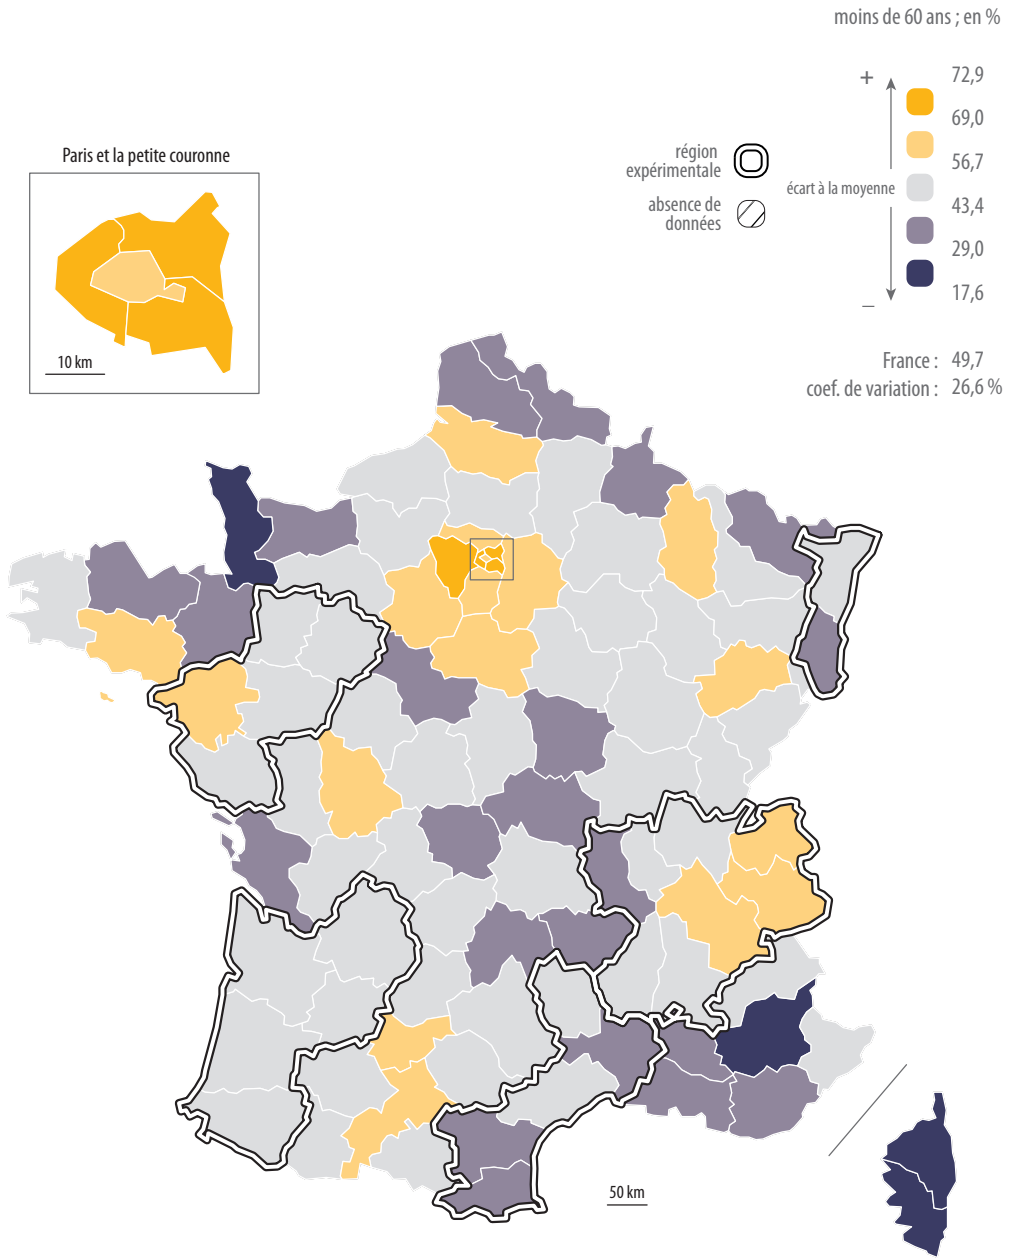 moins de 60 ans ; en %
+
72,9
69,0
56,7
écart à la moyenne
43,4
29,0
17,6
–
région
expérimentale
absence de
données
France : 49,7
coef. de variation : 26,6 %
Paris et la petite couronne
10 km
50 km